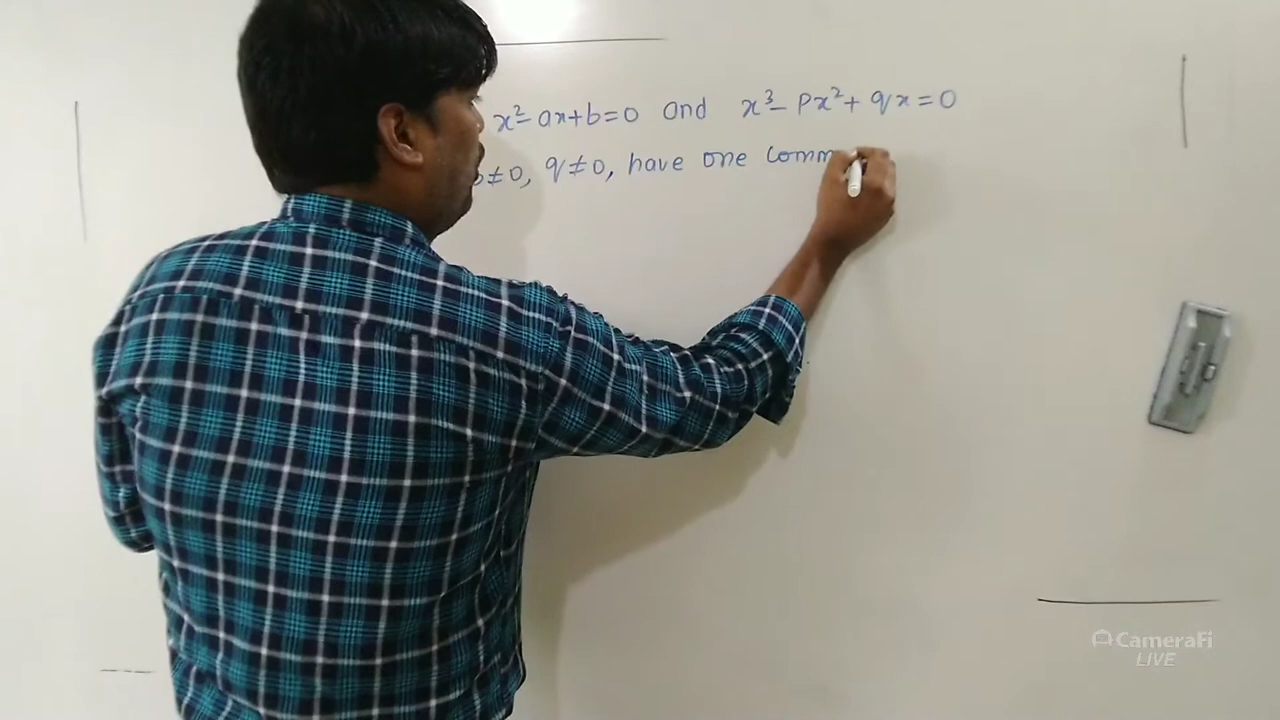 x² - ax + b = 0 and x³ - px² + qx = 0
b ≠ 0, q ≠ 0, have one comm
CameraFi
LIVE